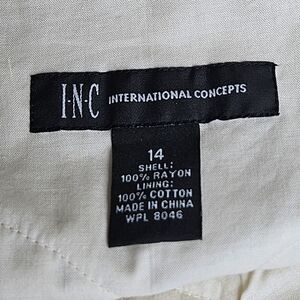 I·N·C INTERNATIONAL CONCEPTS
14
SHELL:
100% RAYON
LINING:
100% COTTON
MADE IN CHINA
WPL 8046